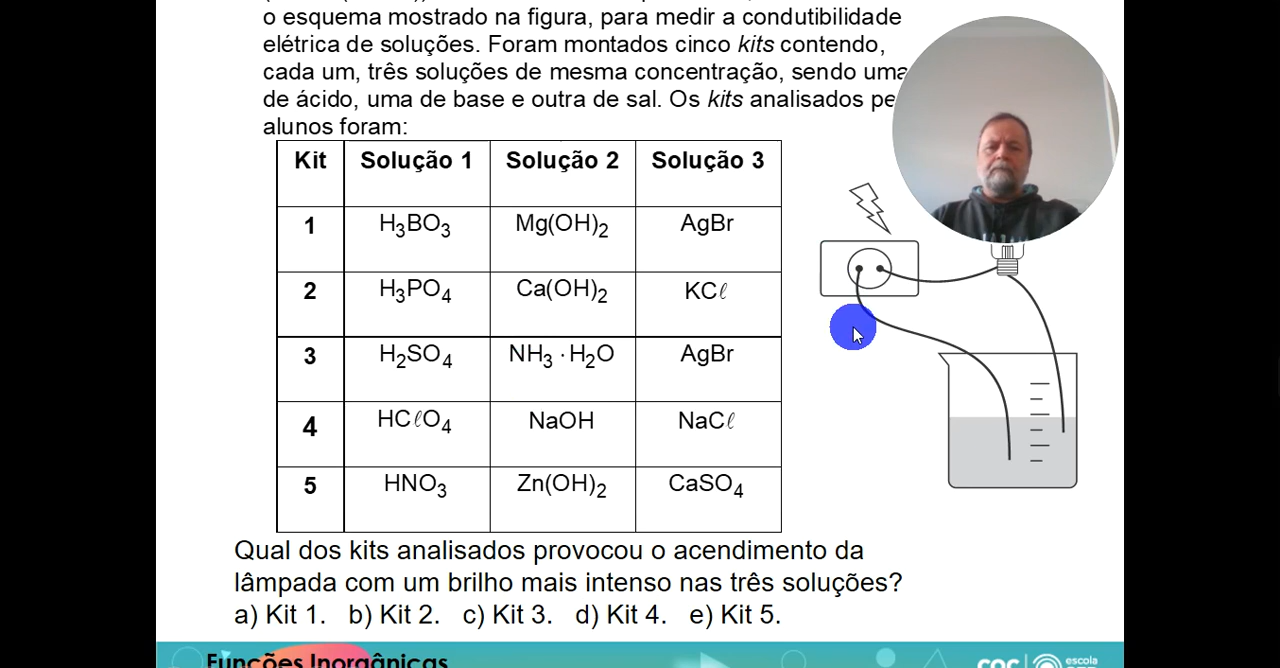 o esquema mostrado na figura, para medir a condutibilidade
elétrica de soluções. Foram montados cinco kits contendo,
cada um, três soluções de mesma concentração, sendo uma
de ácido, uma de base e outra de sal. Os kits analisados pe
alunos foram:
Kit Solução 1 Solução 2 Solução 3
1 H₃BO₃ Mg(OH)₂ AgBr
2 H₃PO₄ Ca(OH)₂ KCℓ
3 H₂SO₄ NH₃ · H₂O AgBr
4 HCℓO₄ NaOH NaCℓ
5 HNO₃ Zn(OH)₂ CaSO₄
Qual dos kits analisados provocou o acendimento da
lâmpada com um brilho mais intenso nas três soluções?
a) Kit 1. b) Kit 2. c) Kit 3. d) Kit 4. e) Kit 5.
Funções Inorgânicas
coc escola